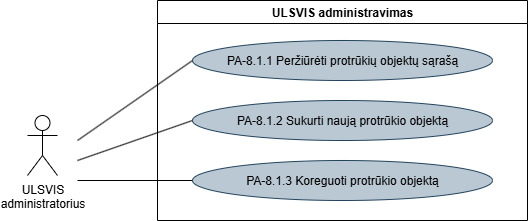 ULSVIS administravimas
PA-8.1.1 Peržiūrėti protrūkių objektų sąrašą
PA-8.1.2 Sukurti naują protrūkio objektą
PA-8.1.3 Koreguoti protrūkio objektą
ULSVIS
administratorius